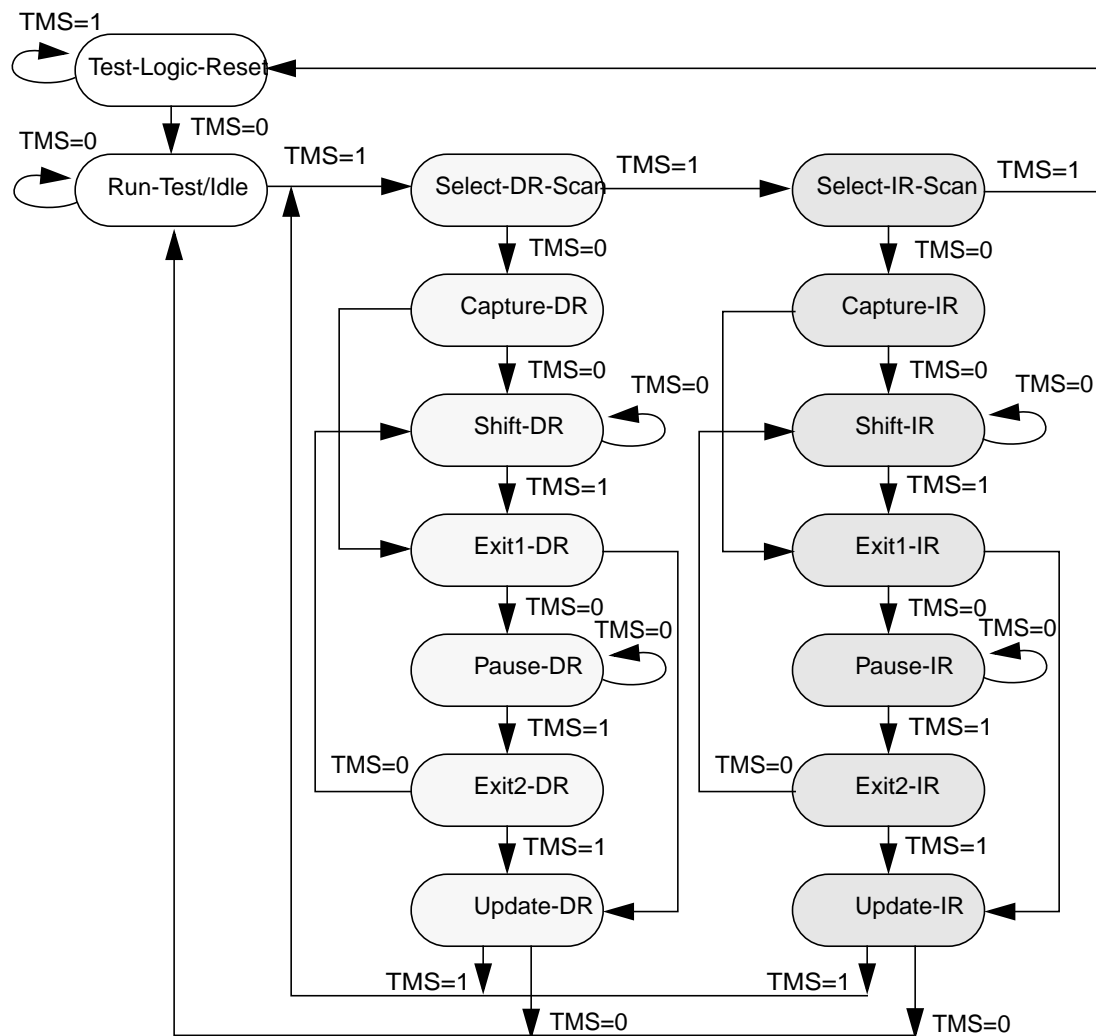 TMS=1
Test-Logic-Reset
TMS=0
TMS=0
Run-Test/Idle
TMS=1
Select-DR-Scan
TMS=1
Select-IR-Scan
TMS=1
TMS=0
TMS=0
Capture-DR
Capture-IR
TMS=0
TMS=0
TMS=0
TMS=0
Shift-DR
Shift-IR
TMS=1
TMS=1
Exit1-DR
Exit1-IR
TMS=0
TMS=0
TMS=0
TMS=0
Pause-DR
Pause-IR
TMS=1
TMS=1
TMS=0
Exit2-DR
TMS=0
Exit2-IR
TMS=1
TMS=1
Update-DR
Update-IR
TMS=1
TMS=1
TMS=0
TMS=0